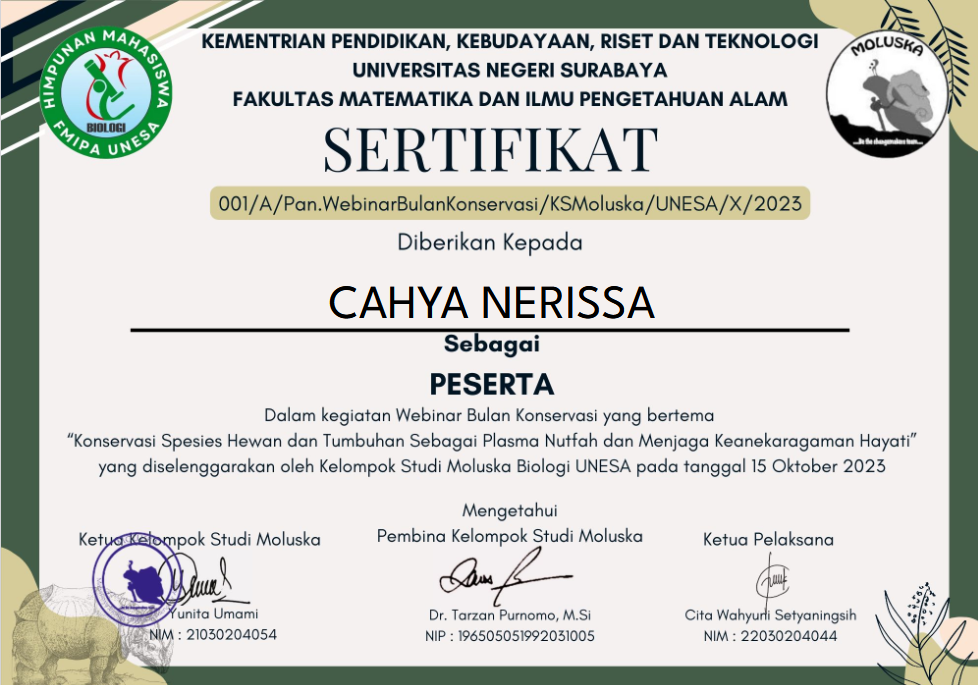 HIMPUNAN MAHASISWA
BIOLOGI
FMIPA UNESA
MOLUSKA
...Be the changemakers team....
KEMENTRIAN PENDIDIKAN, KEBUDAYAAN, RISET DAN TEKNOLOGI
UNIVERSITAS NEGERI SURABAYA
FAKULTAS MATEMATIKA DAN ILMU PENGETAHUAN ALAM
SERTIFIKAT
001/A/Pan.WebinarBulanKonservasi/KSMoluska/UNESA/X/2023
Diberikan Kepada
CAHYA NERISSA
Sebagai
PESERTA
Dalam kegiatan Webinar Bulan Konservasi yang bertema
“Konservasi Spesies Hewan dan Tumbuhan Sebagai Plasma Nutfah dan Menjaga Keanekaragaman Hayati”
yang diselenggarakan oleh Kelompok Studi Moluska Biologi UNESA pada tanggal 15 Oktober 2023
Mengetahui
Ketua Kelompok Studi Moluska
Yunita Umami
NIM : 21030204054
Pembina Kelompok Studi Moluska
Dr. Tarzan Purnomo, M.Si
NIP : 196505051992031005
Ketua Pelaksana
Cita Wahyuni Setyaningsih
NIM : 22030204044